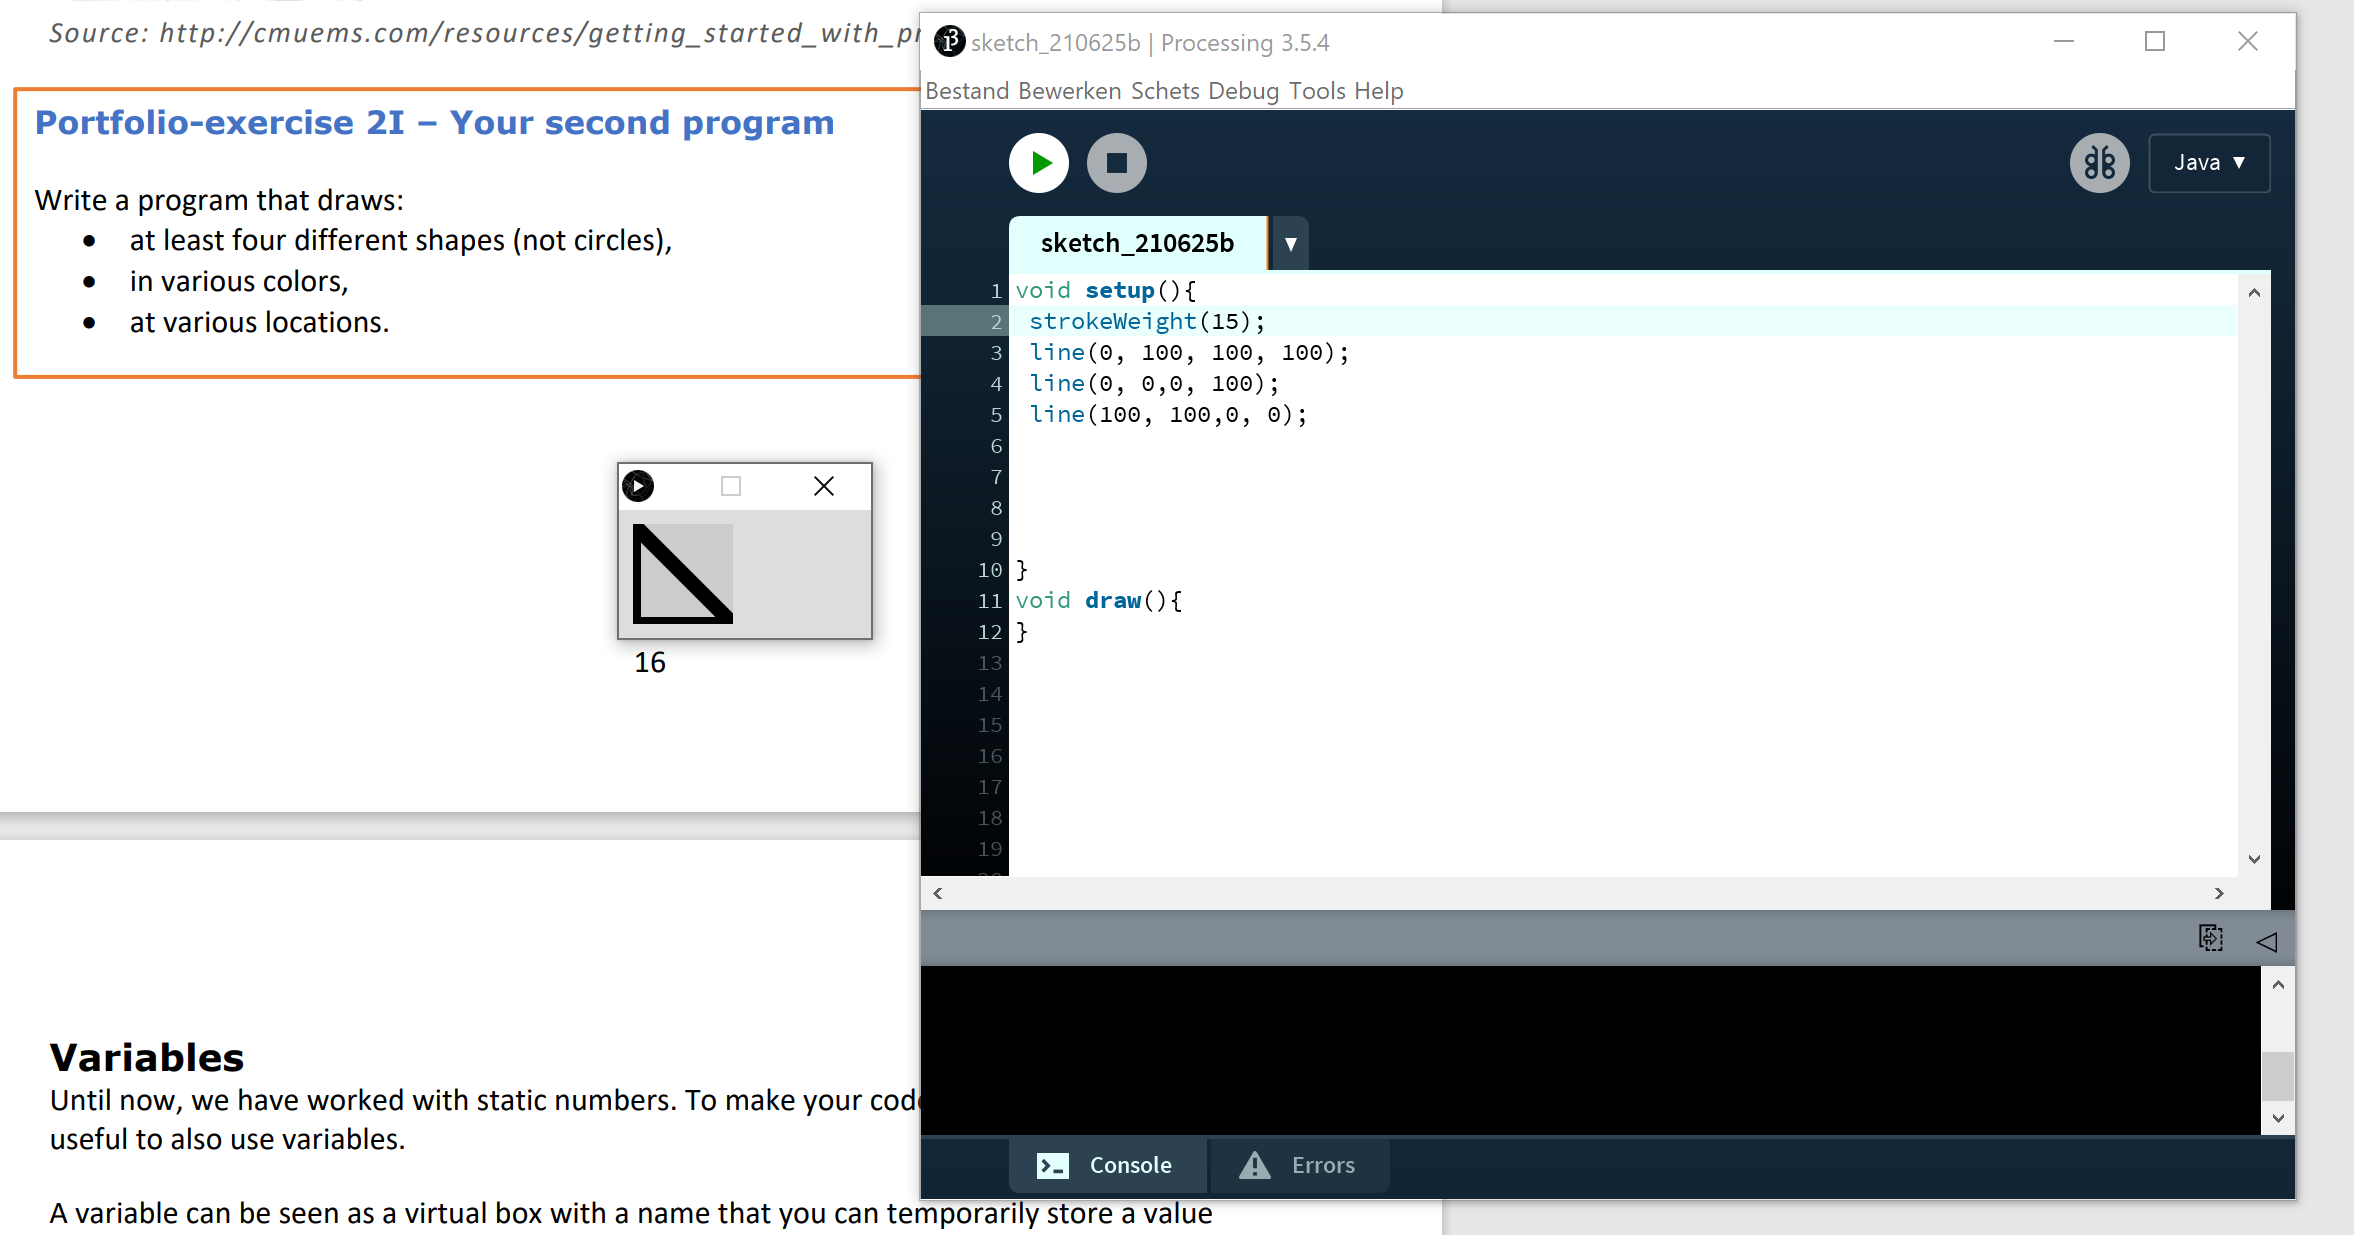 Source: http://cmuems.com/resources/getting_started_with_pr
Portfolio-exercise 2I – Your second program
Write a program that draws:
• at least four different shapes (not circles),
• in various colors,
• at various locations.
16
Variables
Until now, we have worked with static numbers. To make your cod
useful to also use variables.
A variable can be seen as a virtual box with a name that you can temporarily store a value
sketch_210625b | Processing 3.5.4
Bestand Bewerken Schets Debug Tools Help
Java ▼
sketch_210625b ▼
1 void setup(){
2 strokeWeight(15);
3 line(0, 100, 100, 100);
4 line(0, 0,0, 100);
5 line(100, 100,0, 0);
6
7
8
9
10 }
11 void draw(){
12 }
13
14
15
16
17
18
19
Console
Errors